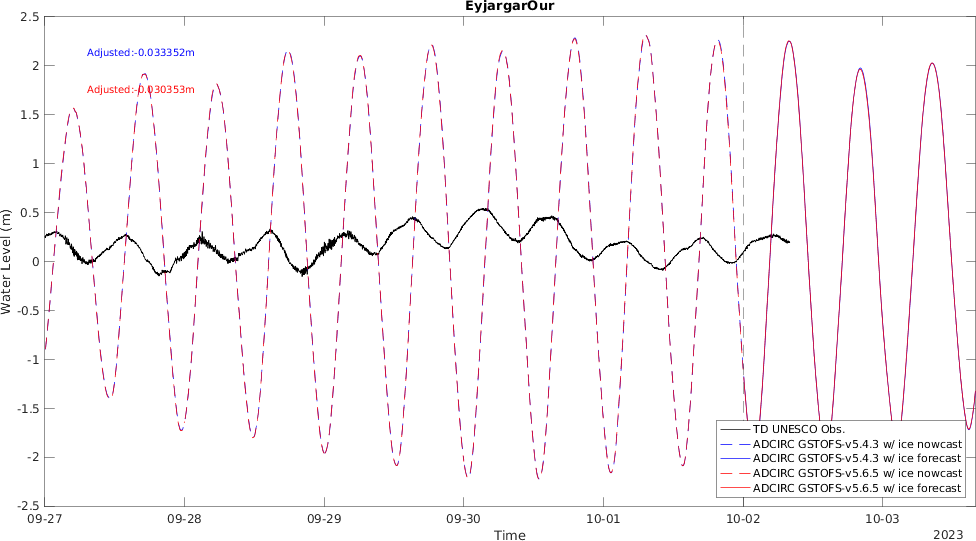 EyjargarOur
2.5
2
1.5
1
0.5
0
-0.5
-1
-1.5
-2
-2.5
Water Level (m)
Adjusted:-0.033352m
Adjusted:-0.030353m
TD UNESCO Obs.
ADCIRC GSTOFS-v5.4.3 w/ ice nowcast
ADCIRC GSTOFS-v5.4.3 w/ ice forecast
ADCIRC GSTOFS-v5.6.5 w/ ice nowcast
ADCIRC GSTOFS-v5.6.5 w/ ice forecast
09-27 09-28 09-29 09-30 10-01 10-02 10-03
Time
2023